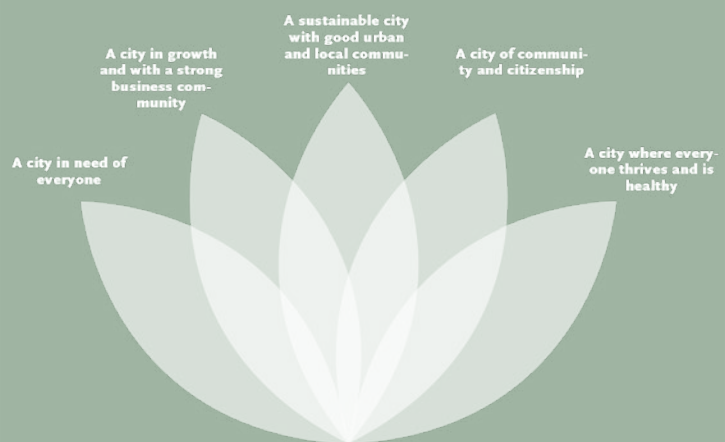 A sustainable city
with good urban
and local commu-
nities
A city in growth
and with a strong
business com-
munity
A city of communi-
ty and citizenship
A city in need of
everyone
A city where every-
one thrives and is
healthy